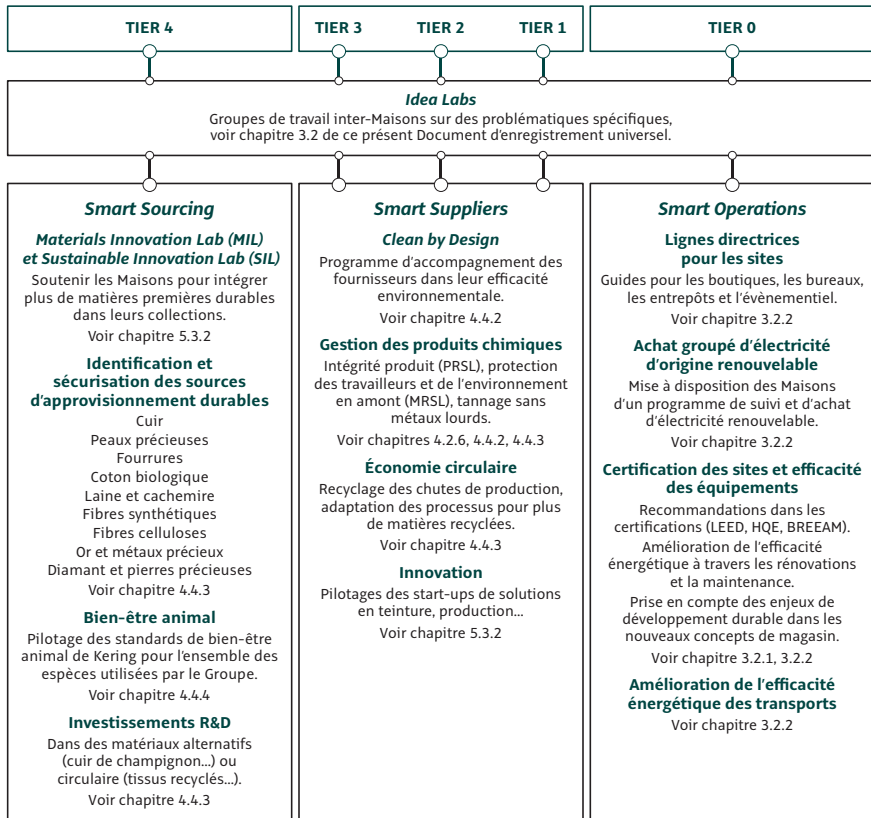 TIER 4
TIER 3
TIER 2
TIER 1
TIER 0
Idea Labs
Groupes de travail inter-Maisons sur des problématiques spécifiques,
voir chapitre 3.2 de ce présent Document d'enregistrement universel.
Smart Sourcing
Materials Innovation Lab (MIL)
et Sustainable Innovation Lab (SIL)
Soutenir les Maisons pour intégrer
plus de matières premières durables
dans leurs collections.
Voir chapitre 5.3.2
Identification et
sécurisation des sources
d'approvisionnement durables
Cuir
Peaux précieuses
Fourrures
Coton biologique
Laine et cachemire
Fibres synthétiques
Fibres celluloses
Or et métaux précieux
Diamant et pierres précieuses
Voir chapitre 4.4.3
Bien-être animal
Pilotage des standards de bien-être
animal de Kering pour l'ensemble des
espèces utilisées par le Groupe.
Voir chapitre 4.4.4
Investissements R&D
Dans des matériaux alternatifs
(cuir de champignon...) ou
circulaire (tissus recyclés...).
Voir chapitre 4.4.3
Smart Suppliers
Clean by Design
Programme d'accompagnement des
fournisseurs dans leur efficacité
environnementale.
Voir chapitre 4.4.2
Gestion des produits chimiques
Intégrité produit (PRSL), protection
des travailleurs et de l'environnement
en amont (MRSL), tannage sans
métaux lourds.
Voir chapitres 4.2.6, 4.4.2, 4.4.3
Économie circulaire
Recyclage des chutes de production,
adaptation des processus pour plus
de matières recyclées.
Voir chapitre 4.4.3
Innovation
Pilotages des start-ups de solutions
en teinture, production...
Voir chapitre 5.3.2
Smart Operations
Lignes directrices
pour les sites
Guides pour les boutiques, les bureaux,
les entrepôts et l'évènementiel.
Voir chapitre 3.2.2
Achat groupé d'électricité
d'origine renouvelable
Mise à disposition des Maisons
d'un programme de suivi et d'achat
d'électricité renouvelable.
Voir chapitre 3.2.2
Certification des sites et efficacité
des équipements
Recommandations dans les
certifications (LEED, HQE, BREEAM).
Amélioration de l'efficacité
énergétique à travers les rénovations
et la maintenance.
Prise en compte des enjeux de
développement durable dans les
nouveaux concepts de magasin.
Voir chapitre 3.2.1, 3.2.2
Amélioration de l'efficacité
énergétique des transports
Voir chapitre 3.2.2